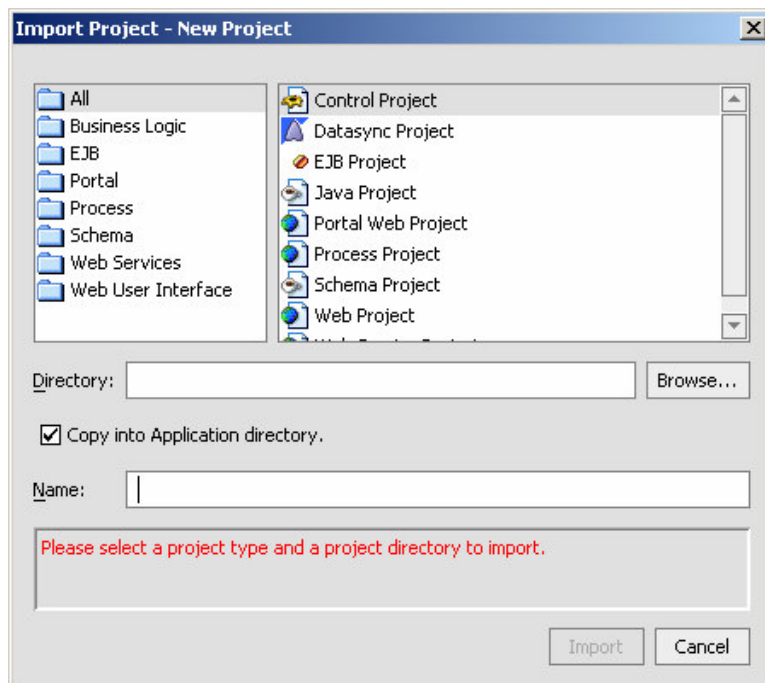 Import Project - New Project
All
Business Logic
EJB
Portal
Process
Schema
Web Services
Web User Interface
Control Project
Datasync Project
EJB Project
Java Project
Portal Web Project
Process Project
Schema Project
Web Project
Directory:
Browse...
Copy into Application directory.
Name:
Please select a project type and a project directory to import.
Import
Cancel